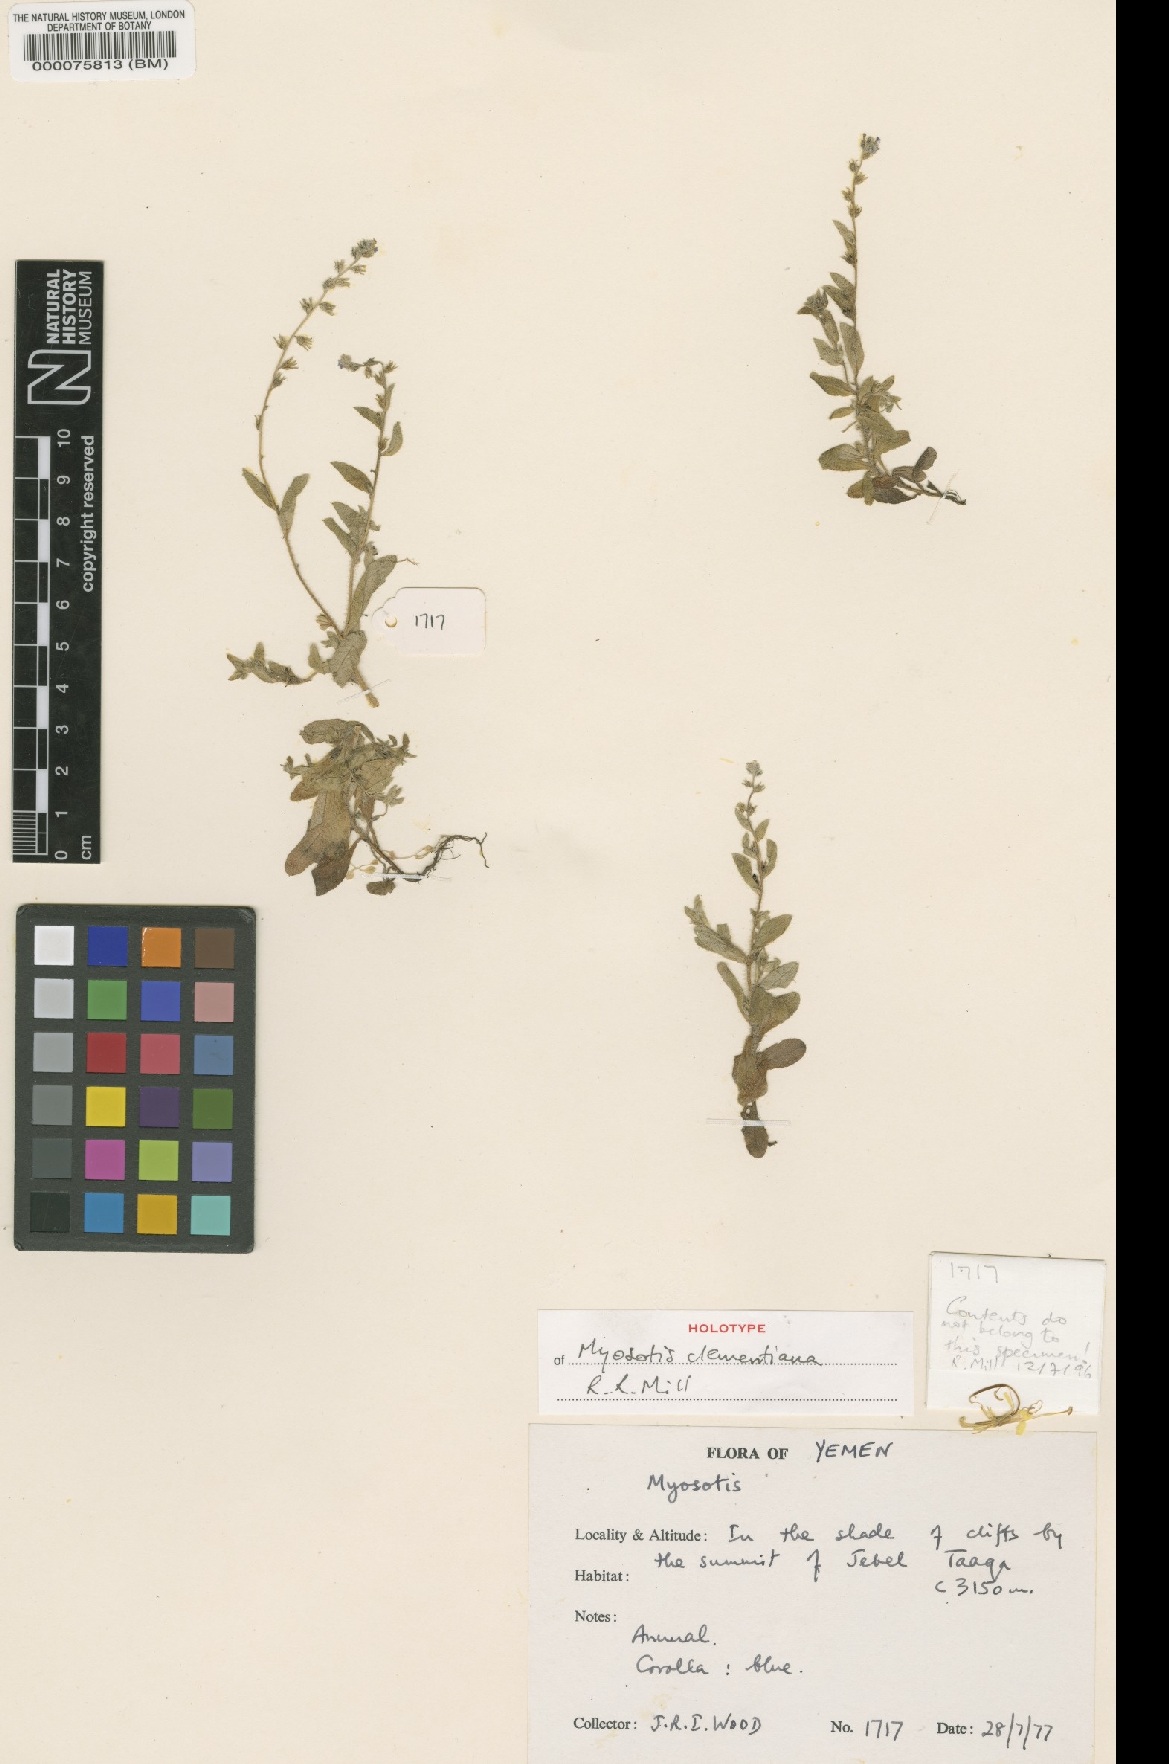 THE NATURAL HISTORY MUSEUM, LONDON
DEPARTMENT OF BOTANY
000075813 (BM)
NATURAL
HISTORY
MUSEUM
10
9
8
7
6
5
4
3
2
1
0
cm
copyright reserved
1717
1717
Contents do
not belong to
this specimen!
R. Mill 12/7/96
HOLOTYPE
of Myosotis clementiana
R.R. Mill
FLORA OF YEMEN
Myosotis
Locality & Altitude: In the shade of cliffs by
the summit of Jebel Taaqa
Habitat:
c 3150 m.
Notes:
Annual.
Corolla : blue.
Collector: J.R.I. WOOD No. 1717 Date: 28/7/77